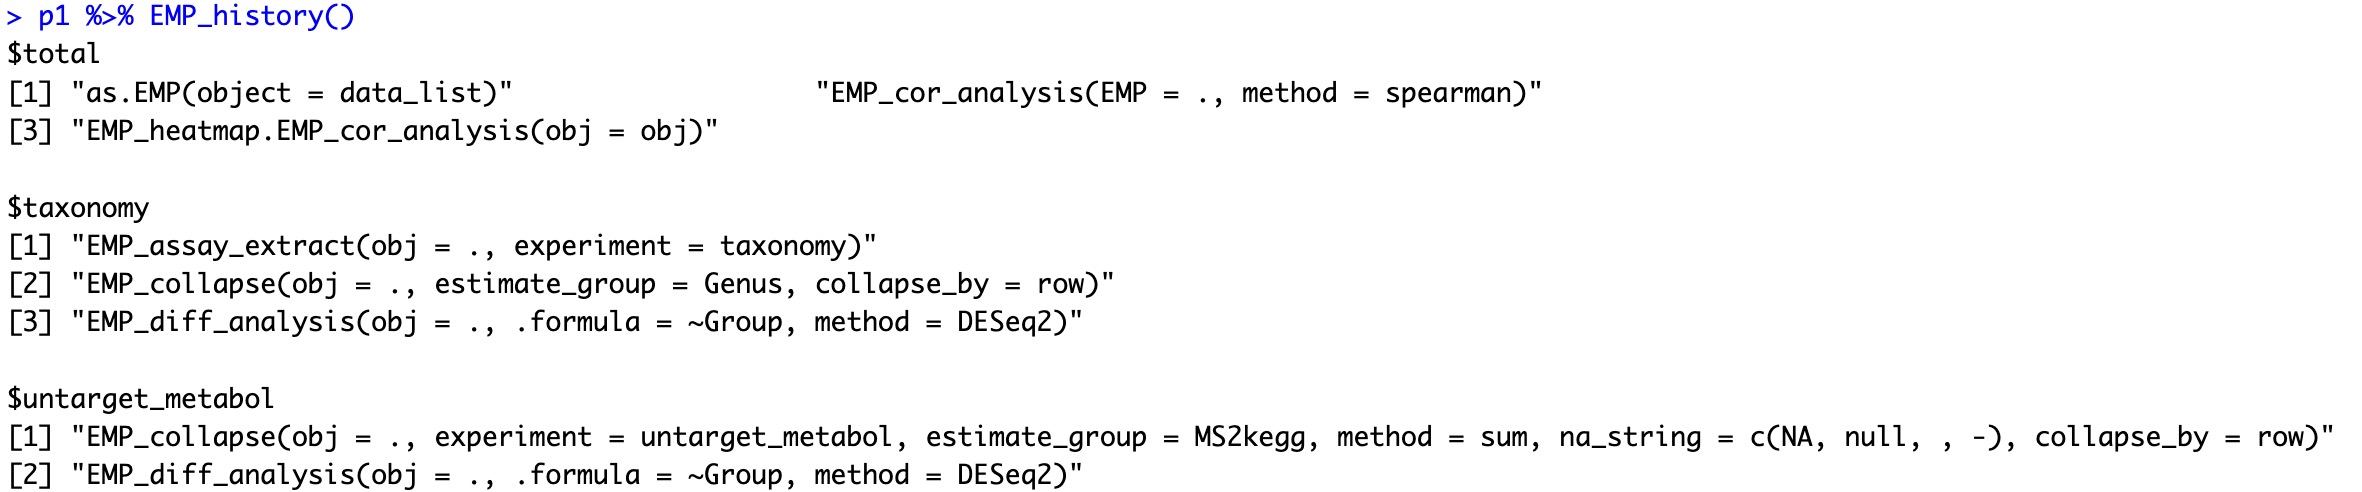 > p1 %>% EMP_history()
$total
[1] "as.EMP(object = data_list)"                   "EMP_cor_analysis(EMP = ., method = spearman)"
[3] "EMP_heatmap.EMP_cor_analysis(obj = obj)"
$taxonomy
[1] "EMP_assay_extract(obj = ., experiment = taxonomy)"
[2] "EMP_collapse(obj = ., estimate_group = Genus, collapse_by = row)"
[3] "EMP_diff_analysis(obj = ., .formula = ~Group, method = DESeq2)"
$untarget_metabol
[1] "EMP_collapse(obj = ., experiment = untarget_metabol, estimate_group = MS2kegg, method = sum, na_string = c(NA, null, , -), collapse_by = row)"
[2] "EMP_diff_analysis(obj = ., .formula = ~Group, method = DESeq2)"